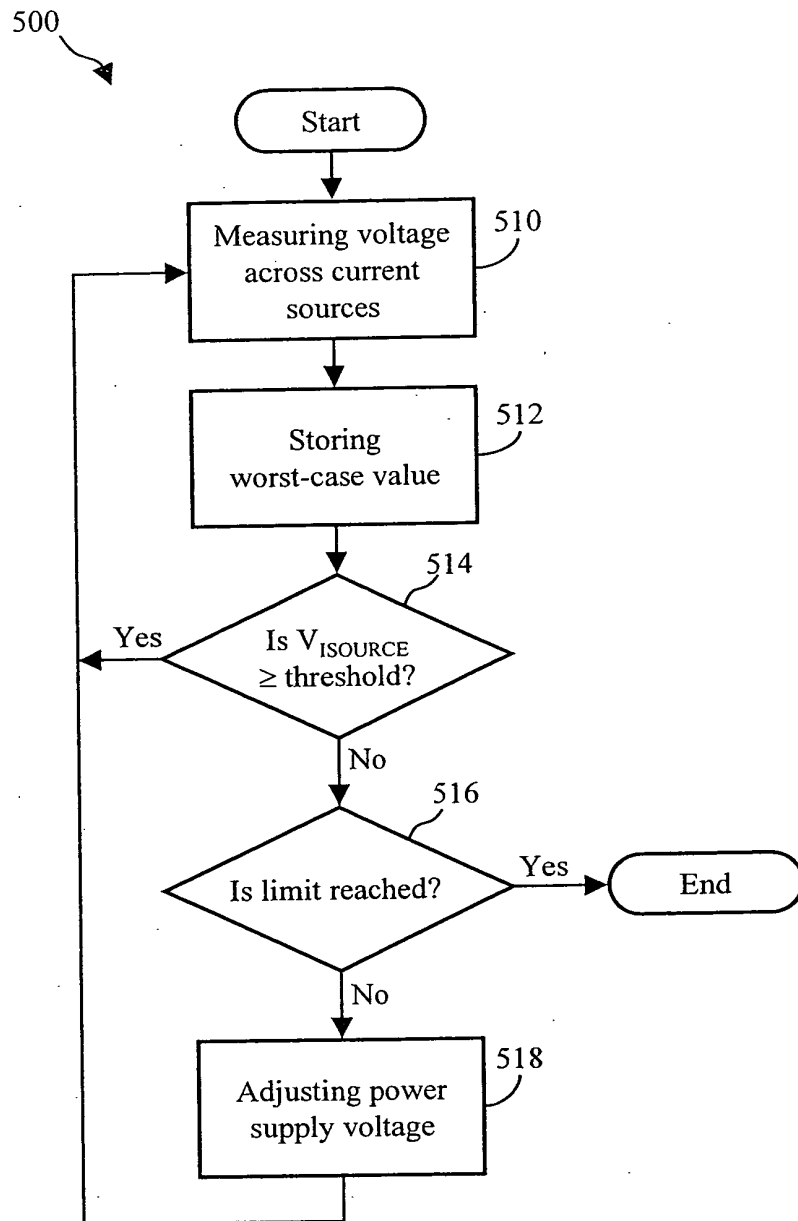 500
Start
Measuring voltage
across current
sources
510
Storing
worst-case value
512
514
Yes
Is VISOURCE
≥ threshold?
No
516
Is limit reached?
Yes
End
No
Adjusting power
supply voltage
518